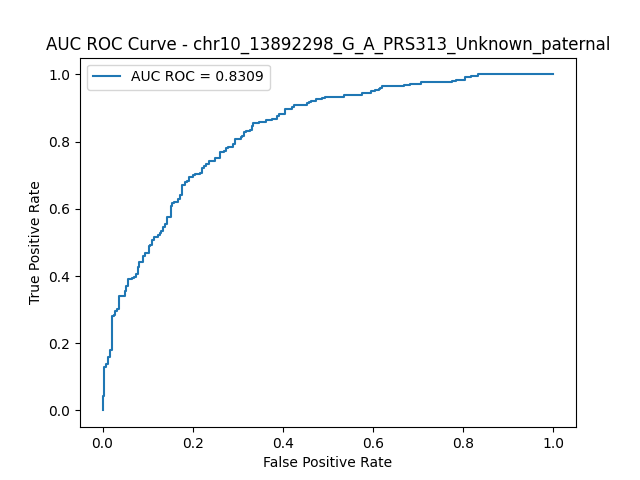 AUC ROC Curve - chr10_13892298_G_A_PRS313_Unknown_paternal
AUC ROC = 0.8309
1.0
0.8
0.6
0.4
0.2
0.0
True Positive Rate
0.0 0.2 0.4 0.6 0.8 1.0
False Positive Rate